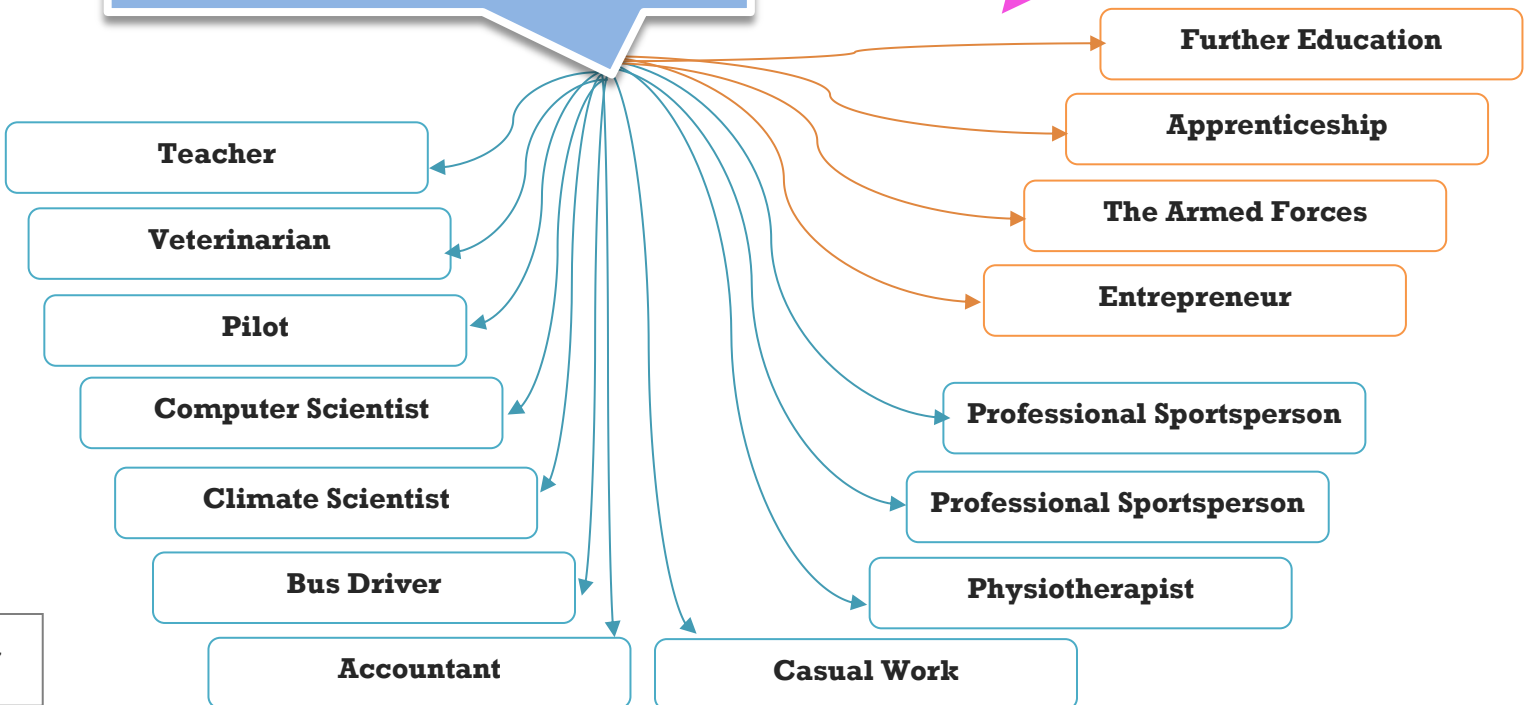 Further Education
Apprenticeship
The Armed Forces
Entrepreneur
Teacher
Veterinarian
Pilot
Computer Scientist
Climate Scientist
Bus Driver
Accountant
Professional Sportsperson
Professional Sportsperson
Physiotherapist
Casual Work